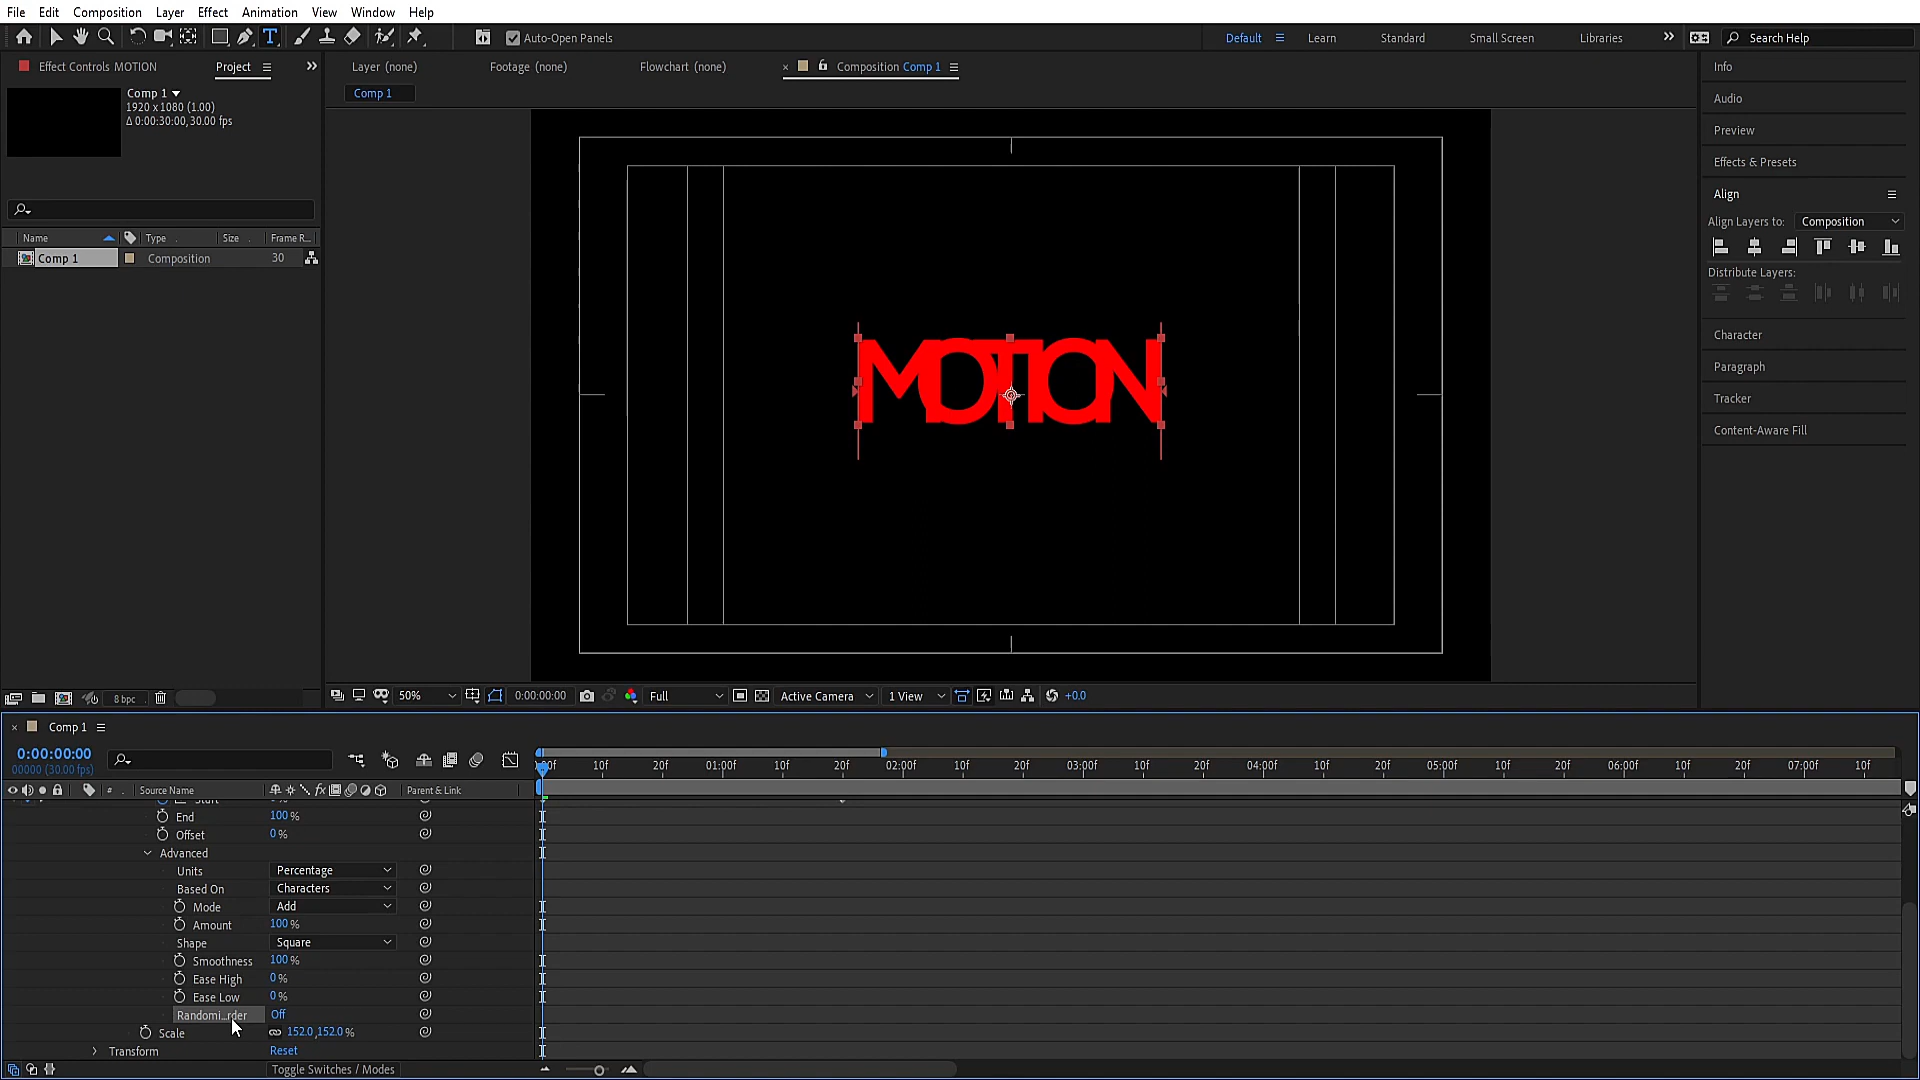 File Edit Composition Layer Effect Animation View Window Help
Auto-Open Panels Default Learn Standard Small Screen Libraries Search Help
Effect Controls MOTION Project Layer (none) Footage (none) Flowchart (none) Composition Comp 1 Info
Comp 1 Comp 1
1920 x 1080 (1.00) Audio
Δ 0:00:30:00, 30.00 fps
Preview
Effects & Presets
Align
Align Layers to: Composition
Name Type Size Frame R...
Comp 1 Composition 30
Distribute Layers:
Character
Paragraph
MOTION
Tracker
Content-Aware Fill
8 bpc 50% 0:00:00:00 Full Active Camera 1 View +0.0
Comp 1
0:00:00:00
00000 (30.00 fps) 10f 20f 01:00f 10f 20f 02:00f 10f 20f 03:00f 10f 20f 04:00f 10f 20f 05:00f 10f 20f 06:00f 10f 20f 07:00f 10f
# Source Name fx Parent & Link
End 100 %
Offset 0 %
Advanced
Units Percentage
Based On Characters
Mode Add
Amount 100 %
Shape Square
Smoothness 100 %
Ease High 0 %
Ease Low 0 %
Randomi...rder Off
Scale 152.0 ,152.0 %
Transform Reset
Toggle Switches / Modes